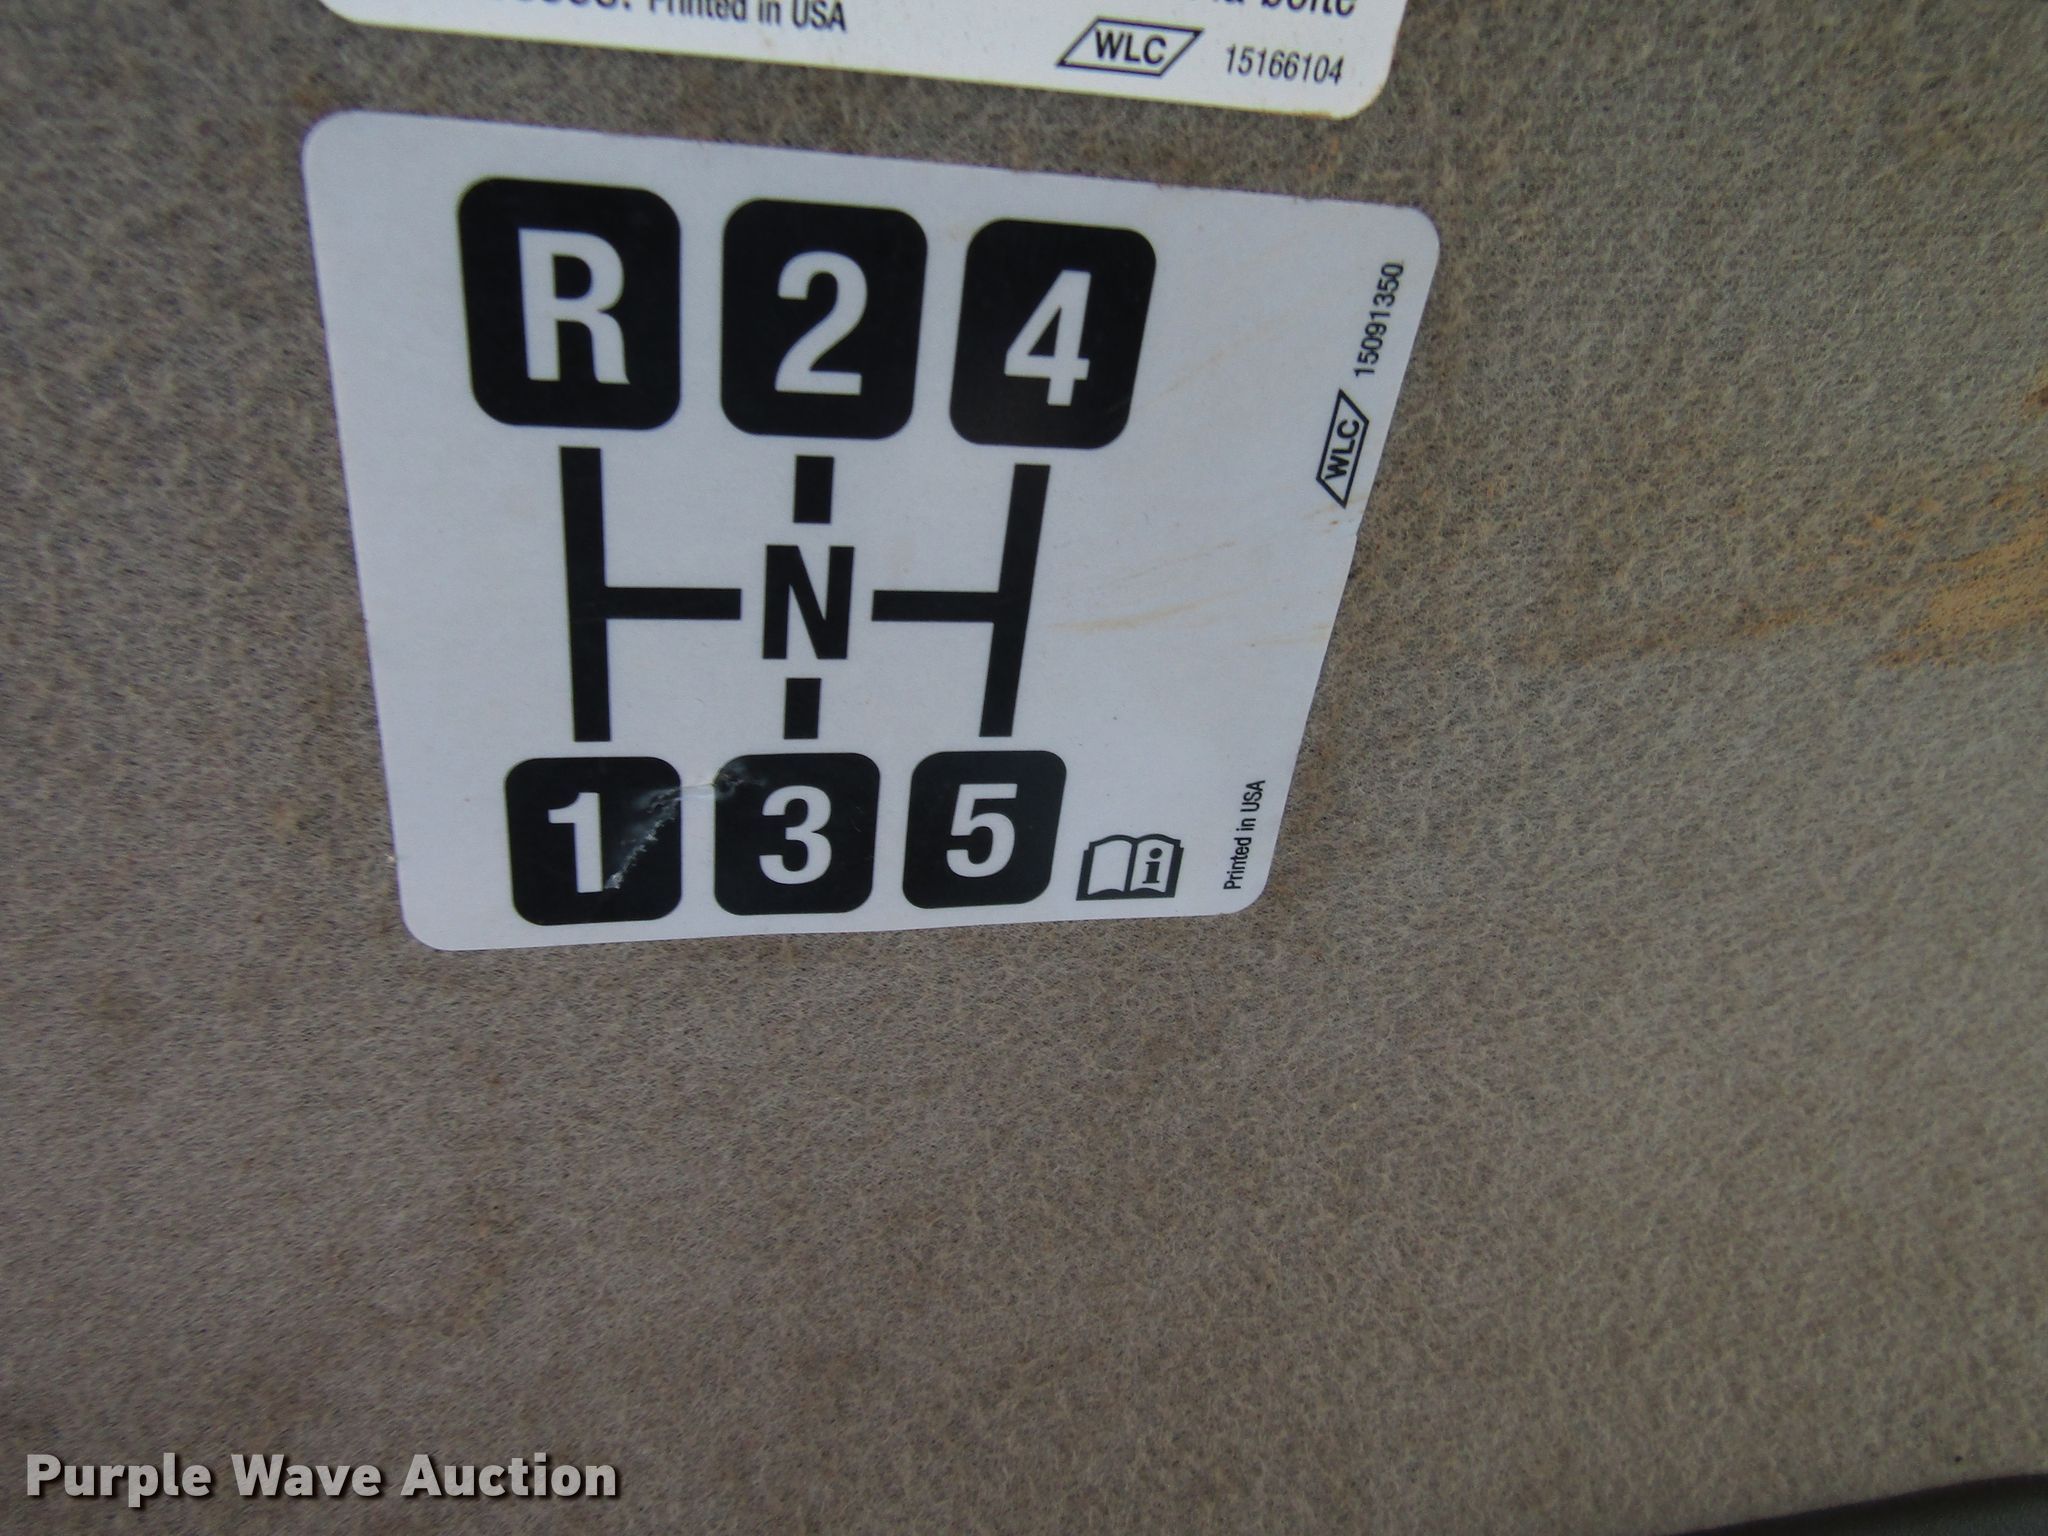 Printed in USA
WLC 15166104
R 2 4
N
1 3 5
WLC 15091350
Printed in USA
i
Purple Wave Auction